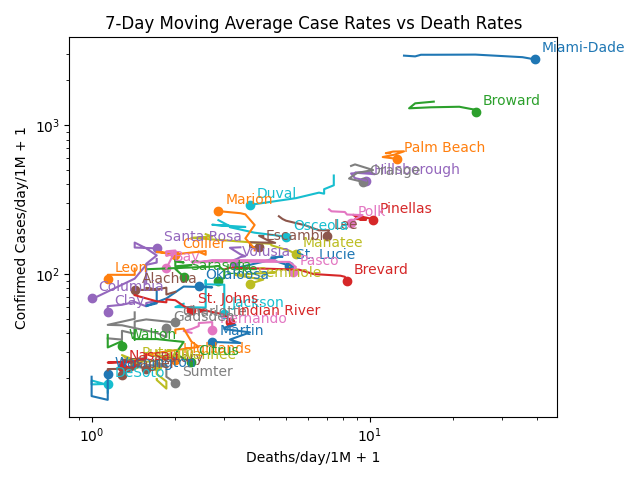 7-Day Moving Average Case Rates vs Death Rates
Confirmed Cases/day/1M + 1
10³
10²
10⁰
10¹
Deaths/day/1M + 1
Miami-Dade
Broward
Palm Beach
Orange
Hillsborough
Duval
Marion
Polk
Pinellas
Lee
Osceola
Escambia
Santa Rosa
Collier
Manatee
Volusia
St. Lucie
Bay
Pasco
Leon
Sarasota
Brevard
Alachua
Okaloosa
Seminole
Columbia
Clay
St. Johns
Jackson
Indian River
Gadsden
Hernando
Martin
Walton
Highlands
Citrus
Nassau
Sumter
DeSoto